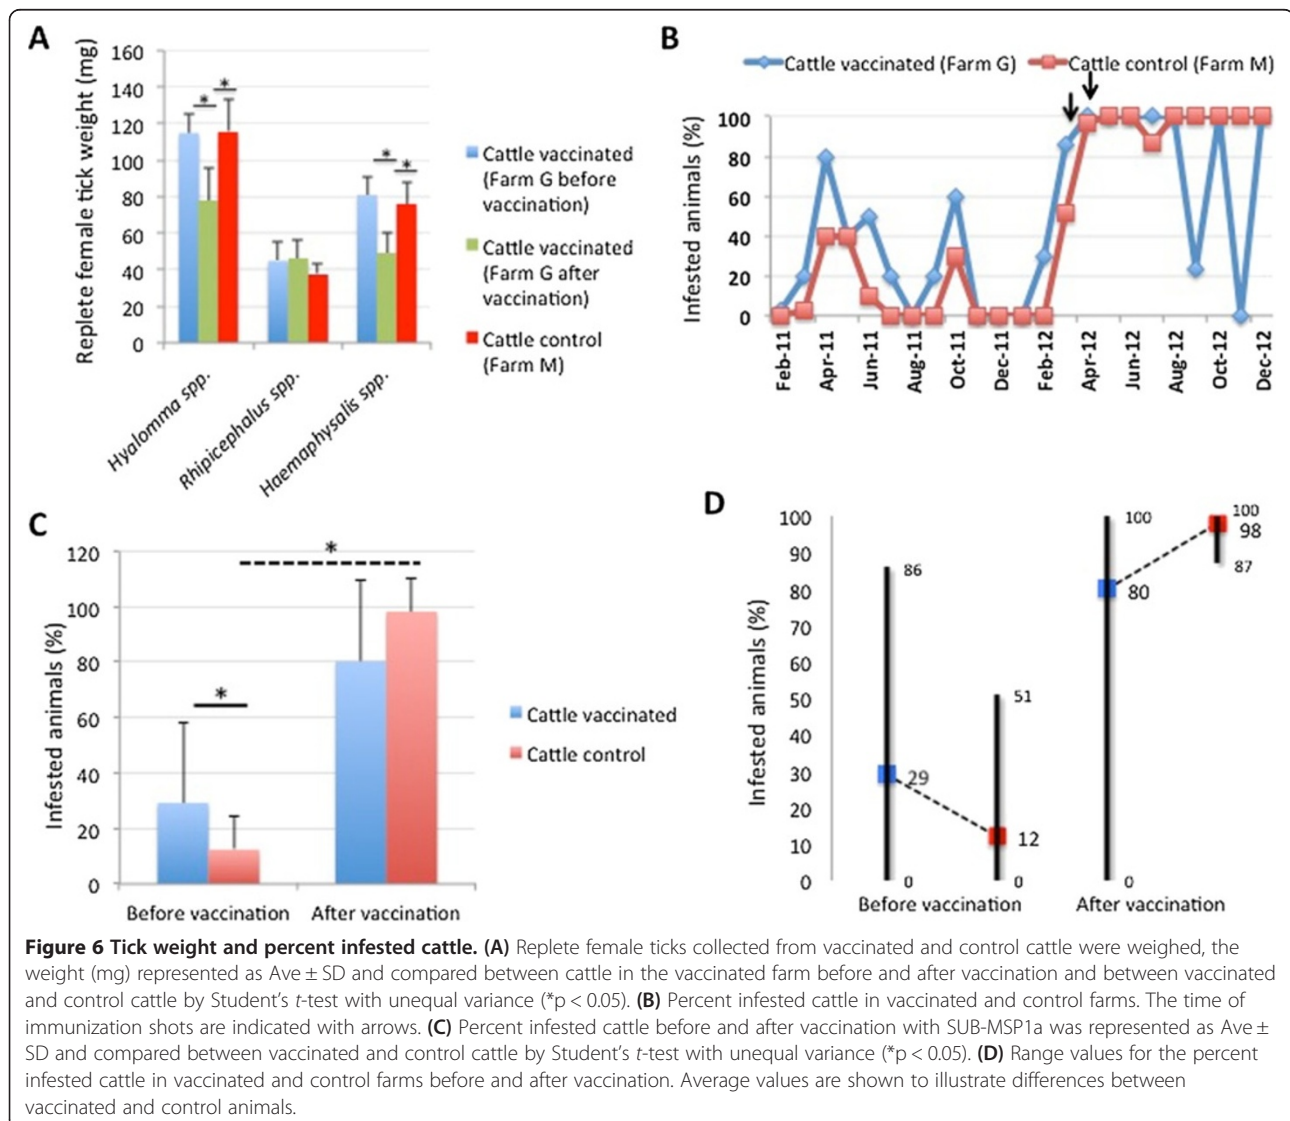 A
Replete female tick weight (mg)
160
140
120
100
80
60
40
20
0
*
*
*
*
Hyalomma spp.
Rhipicephalus spp.
Haemaphysalis spp.
Cattle vaccinated
(Farm G before
vaccination)
Cattle vaccinated
(Farm G after
vaccination)
Cattle control
(Farm M)
B
Cattle vaccinated (Farm G)
Cattle control (Farm M)
Infested animals (%)
100
80
60
40
20
0
Feb-11
Apr-11
Jun-11
Aug-11
Oct-11
Dec-11
Feb-12
Apr-12
Jun-12
Aug-12
Oct-12
Dec-12
C
Infested animals (%)
120
100
80
60
40
20
0
*
*
Before vaccination
After vaccination
Cattle vaccinated
Cattle control
D
Infested animals (%)
100
90
80
70
60
50
40
30
20
10
0
86
29
0
51
12
0
100
80
0
100
98
87
Before vaccination
After vaccination
Figure 6 Tick weight and percent infested cattle. (A) Replete female ticks collected from vaccinated and control cattle were weighed, the
weight (mg) represented as Ave ± SD and compared between cattle in the vaccinated farm before and after vaccination and between vaccinated
and control cattle by Student's t-test with unequal variance (*p < 0.05). (B) Percent infested cattle in vaccinated and control farms. The time of
immunization shots are indicated with arrows. (C) Percent infested cattle before and after vaccination with SUB-MSP1a was represented as Ave ±
SD and compared between vaccinated and control cattle by Student's t-test with unequal variance (*p < 0.05). (D) Range values for the percent
infested cattle in vaccinated and control farms before and after vaccination. Average values are shown to illustrate differences between
vaccinated and control animals.